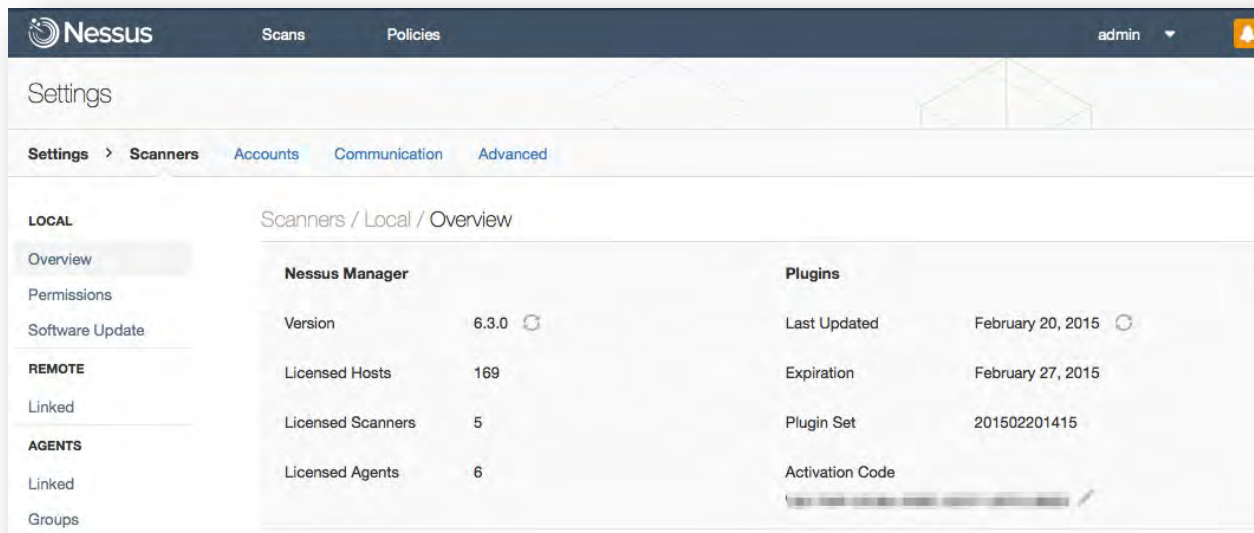 Nessus Scans Policies admin
Settings
Settings > Scanners Accounts Communication Advanced
LOCAL
Overview
Permissions
Software Update
REMOTE
Linked
AGENTS
Linked
Groups
Scanners / Local / Overview
Nessus Manager
Version 6.3.0
Licensed Hosts 169
Licensed Scanners 5
Licensed Agents 6
Plugins
Last Updated February 20, 2015
Expiration February 27, 2015
Plugin Set 201502201415
Activation Code